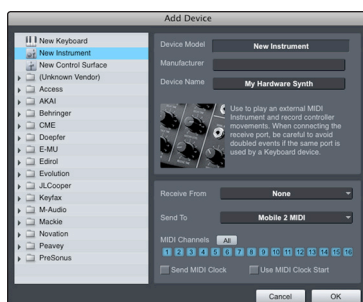 Add Device
New Keyboard
New Instrument
New Control Surface
(Unknown Vendor)
Access
AKAI
Behringer
CME
Doepfer
E-MU
Edirol
Evolution
JLCooper
Keyfax
M-Audio
Mackie
Novation
Peavey
PreSonus
Device Model New Instrument
Manufacturer
Device Name My Hardware Synth
Use to play an external MIDI
Instrument and record controller
movements. When connecting the
receive port, be careful to avoid
doubled events if the same port is
used by a Keyboard device.
Receive From None
Send To Mobile 2 MIDI
MIDI Channels All
1 2 3 4 5 6 7 8 9 10 11 12 13 14 15 16
Send MIDI Clock Use MIDI Clock Start
Cancel OK